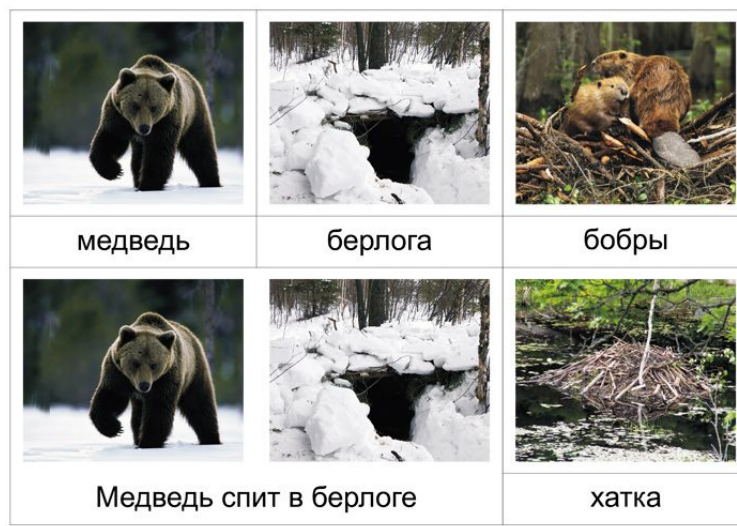 медведь
берлога
бобры
Медведь спит в берлоге
хатка